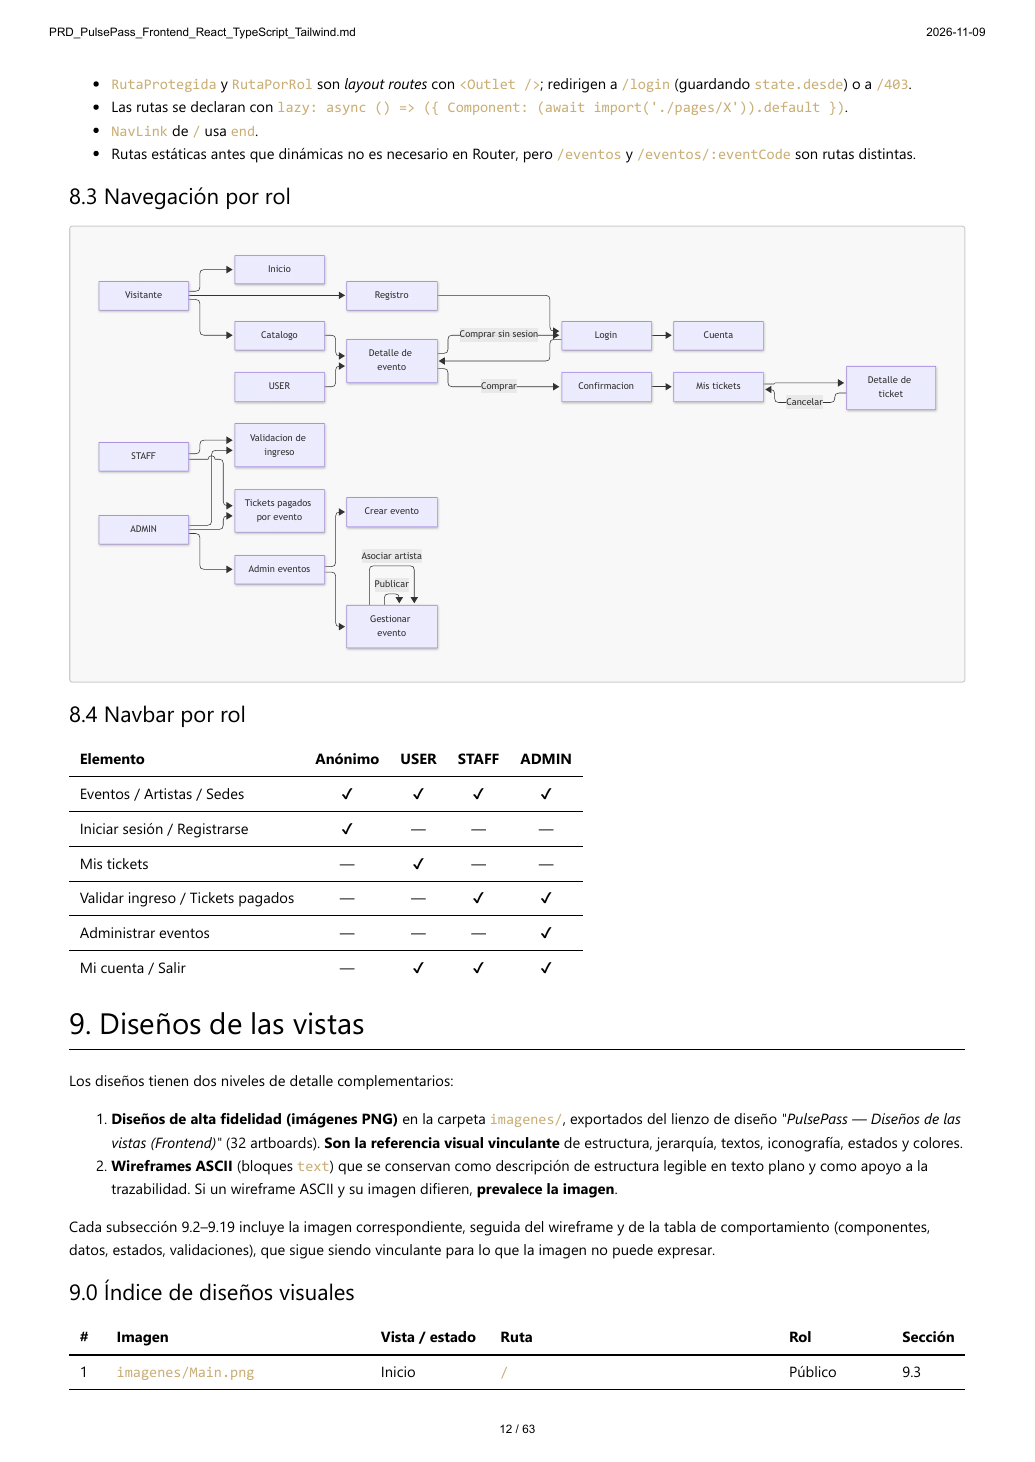 PRD_PulsePass_Frontend_React_TypeScript_Tailwind.md
2026-11-09
• RutaProtegida y RutaPorRol son layout routes con <Outlet />; redirigen a /login (guardando state.desde) o a /403.
• Las rutas se declaran con lazy: async () => ({ Component: (await import('./pages/X')).default }).
• NavLink de / usa end.
• Rutas estáticas antes que dinámicas no es necesario en Router, pero /eventos y /eventos/:eventCode son rutas distintas.
8.3 Navegación por rol
Inicio
Visitante
Registro
Catalogo
Comprar sin sesion
Login
Cuenta
Detalle de
evento
USER
Comprar
Confirmacion
Mis tickets
Detalle de
ticket
Cancelar
Validacion de
ingreso
STAFF
Tickets pagados
por evento
Crear evento
ADMIN
Asociar artista
Admin eventos
Publicar
Gestionar
evento
8.4 Navbar por rol
Elemento Anónimo USER STAFF ADMIN
Eventos / Artistas / Sedes ✓ ✓ ✓ ✓
Iniciar sesión / Registrarse ✓ — — —
Mis tickets — ✓ — —
Validar ingreso / Tickets pagados — — ✓ ✓
Administrar eventos — — — ✓
Mi cuenta / Salir — ✓ ✓ ✓
9. Diseños de las vistas
Los diseños tienen dos niveles de detalle complementarios:
1. Diseños de alta fidelidad (imágenes PNG) en la carpeta imagenes/, exportados del lienzo de diseño "PulsePass — Diseños de las
vistas (Frontend)" (32 artboards). Son la referencia visual vinculante de estructura, jerarquía, textos, iconografía, estados y colores.
2. Wireframes ASCII (bloques text) que se conservan como descripción de estructura legible en texto plano y como apoyo a la
trazabilidad. Si un wireframe ASCII y su imagen difieren, prevalece la imagen.
Cada subsección 9.2–9.19 incluye la imagen correspondiente, seguida del wireframe y de la tabla de comportamiento (componentes,
datos, estados, validaciones), que sigue siendo vinculante para lo que la imagen no puede expresar.
9.0 Índice de diseños visuales
# Imagen Vista / estado Ruta Rol Sección
1 imagenes/Main.png Inicio / Público 9.3
12 / 63